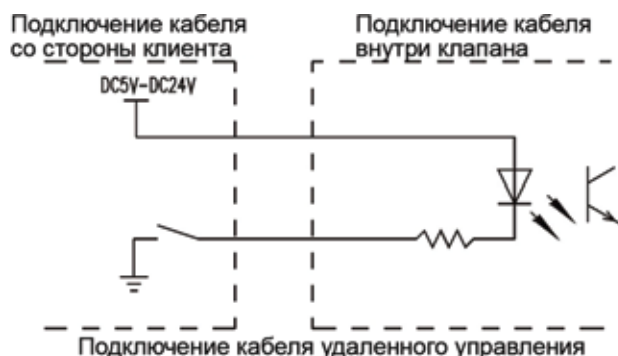 Подключение кабеля
со стороны клиента
Подключение кабеля
внутри клапана
DC5V-DC24V
Подключение кабеля удаленного управления